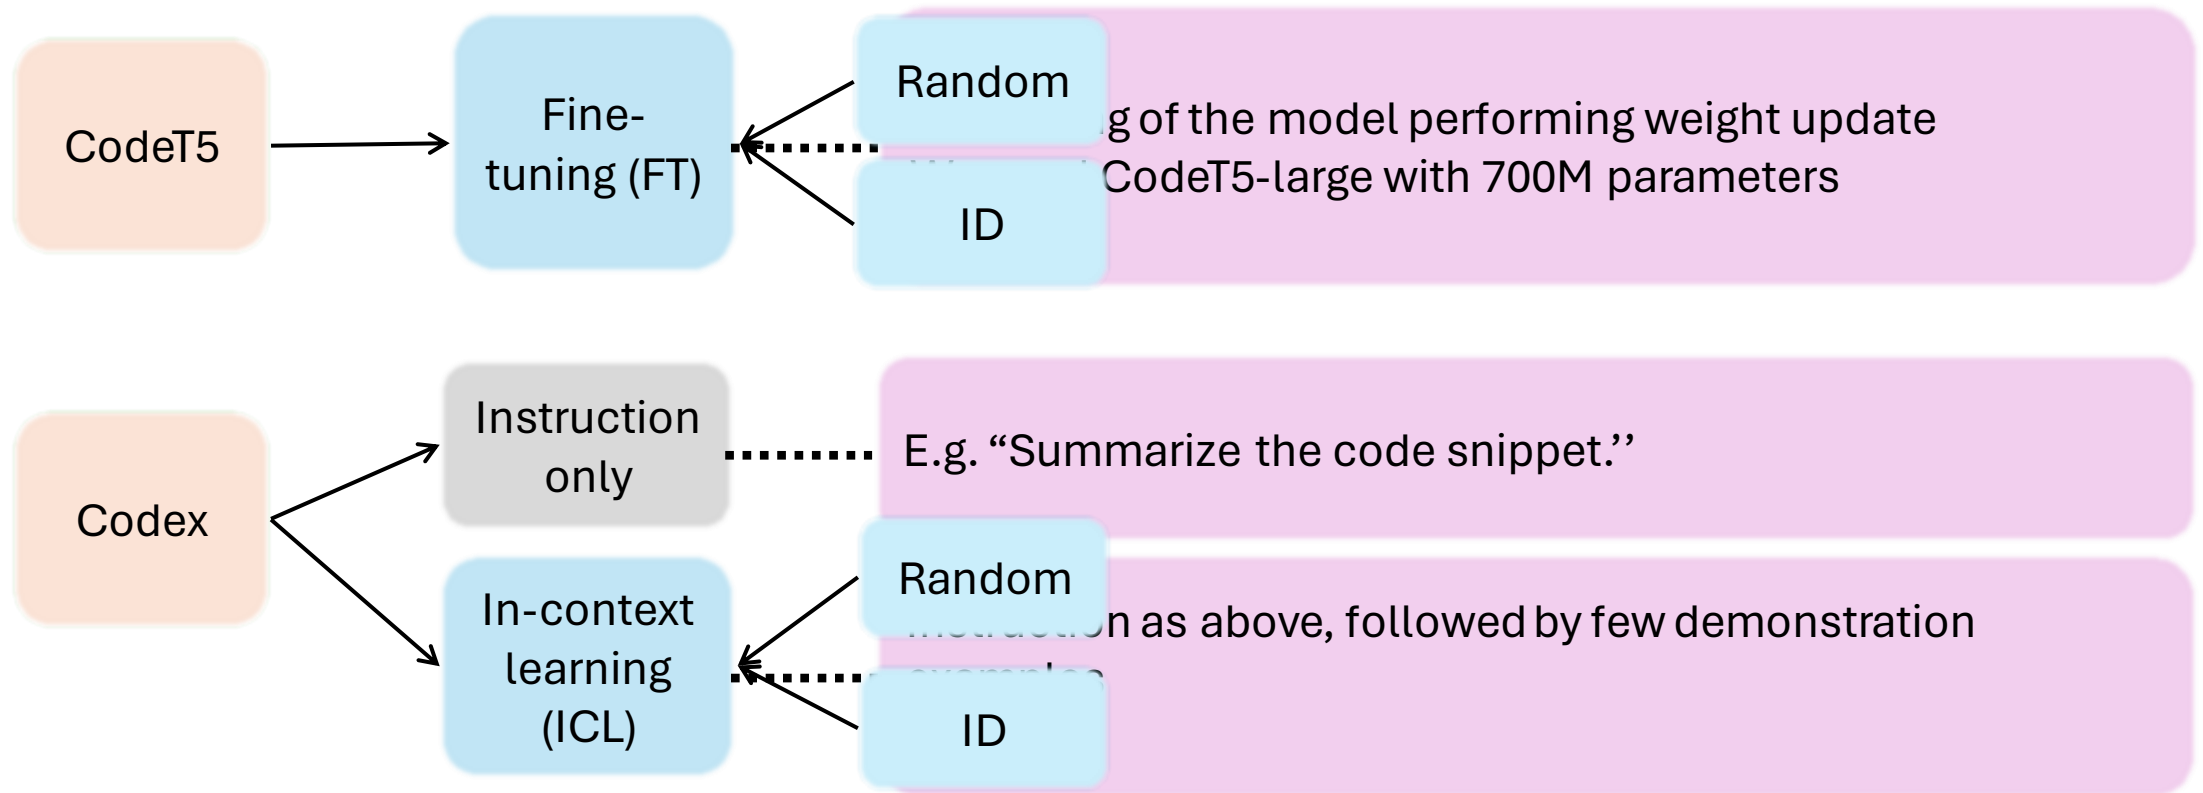 CodeT5
Fine-
tuning (FT)
Random
ID
of the model performing weight update
CodeT5-large with 700M parameters
Codex
Instruction
only
E.g. “Summarize the code snippet.’’
In-context
learning
(ICL)
Random
ID
as above, followed by few demonstration